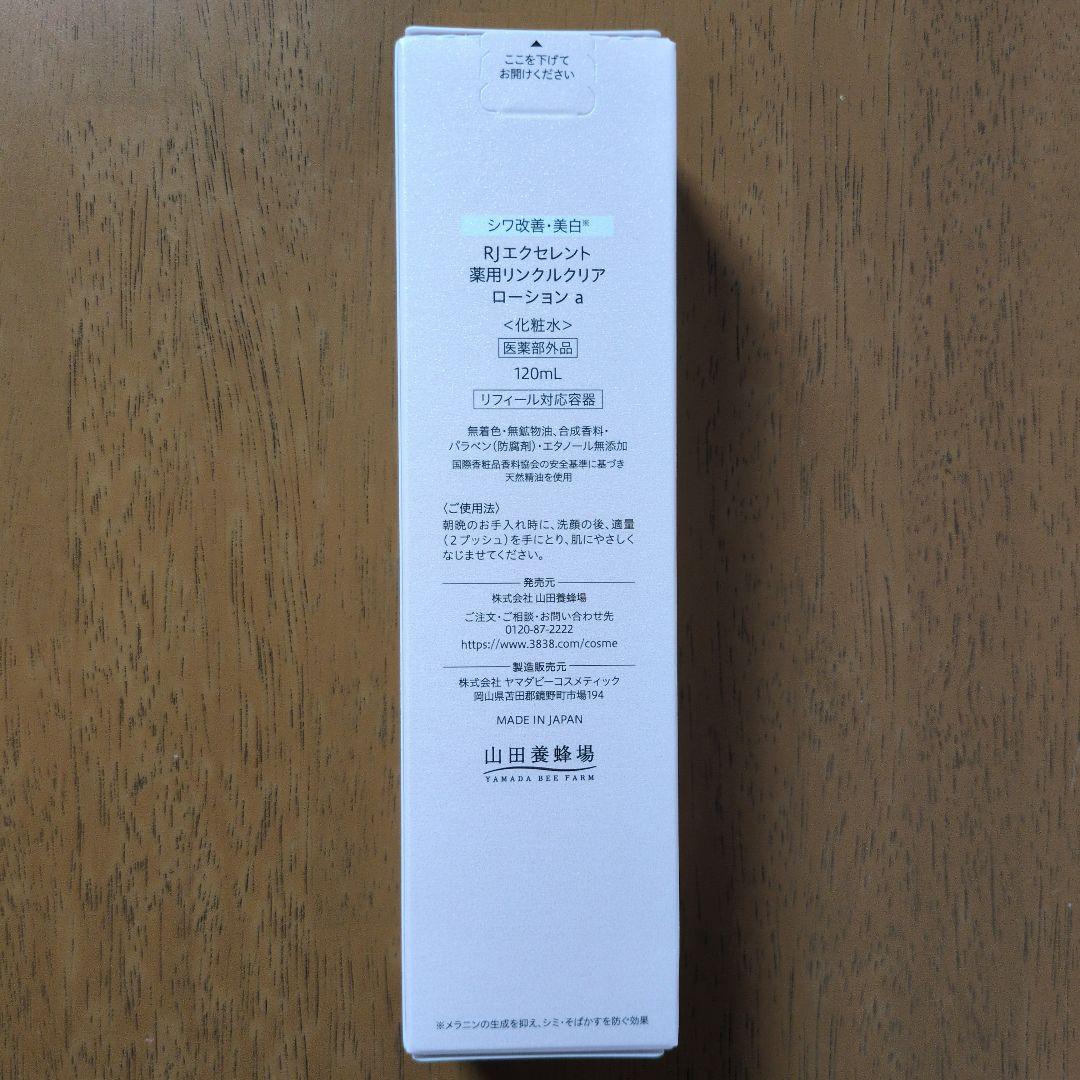 ▲
ここを下げて
お開けください
シワ改善・美白※
RJエクセレント
薬用リンクルクリア
ローション a
<化粧水>
医薬部外品
120mL
リフィール対応容器
無着色・無鉱物油、合成香料・
パラベン(防腐剤)・エタノール無添加
国際香粧品香料協会の安全基準に基づき
天然精油を使用
〈ご使用法〉
朝晩のお手入れ時に、洗顔の後、適量
(2プッシュ)を手にとり、肌にやさしく
なじませてください。
発売元
株式会社 山田養蜂場
ご注文・ご相談・お問い合わせ先
0120-87-2222
https://www.3838.com/cosme
製造販売元
株式会社 ヤマダビーコスメティック
岡山県苫田郡鏡野町市場194
MADE IN JAPAN
山田養蜂場
YAMADA BEE FARM
※メラニンの生成を抑え、シミ・そばかすを防ぐ効果